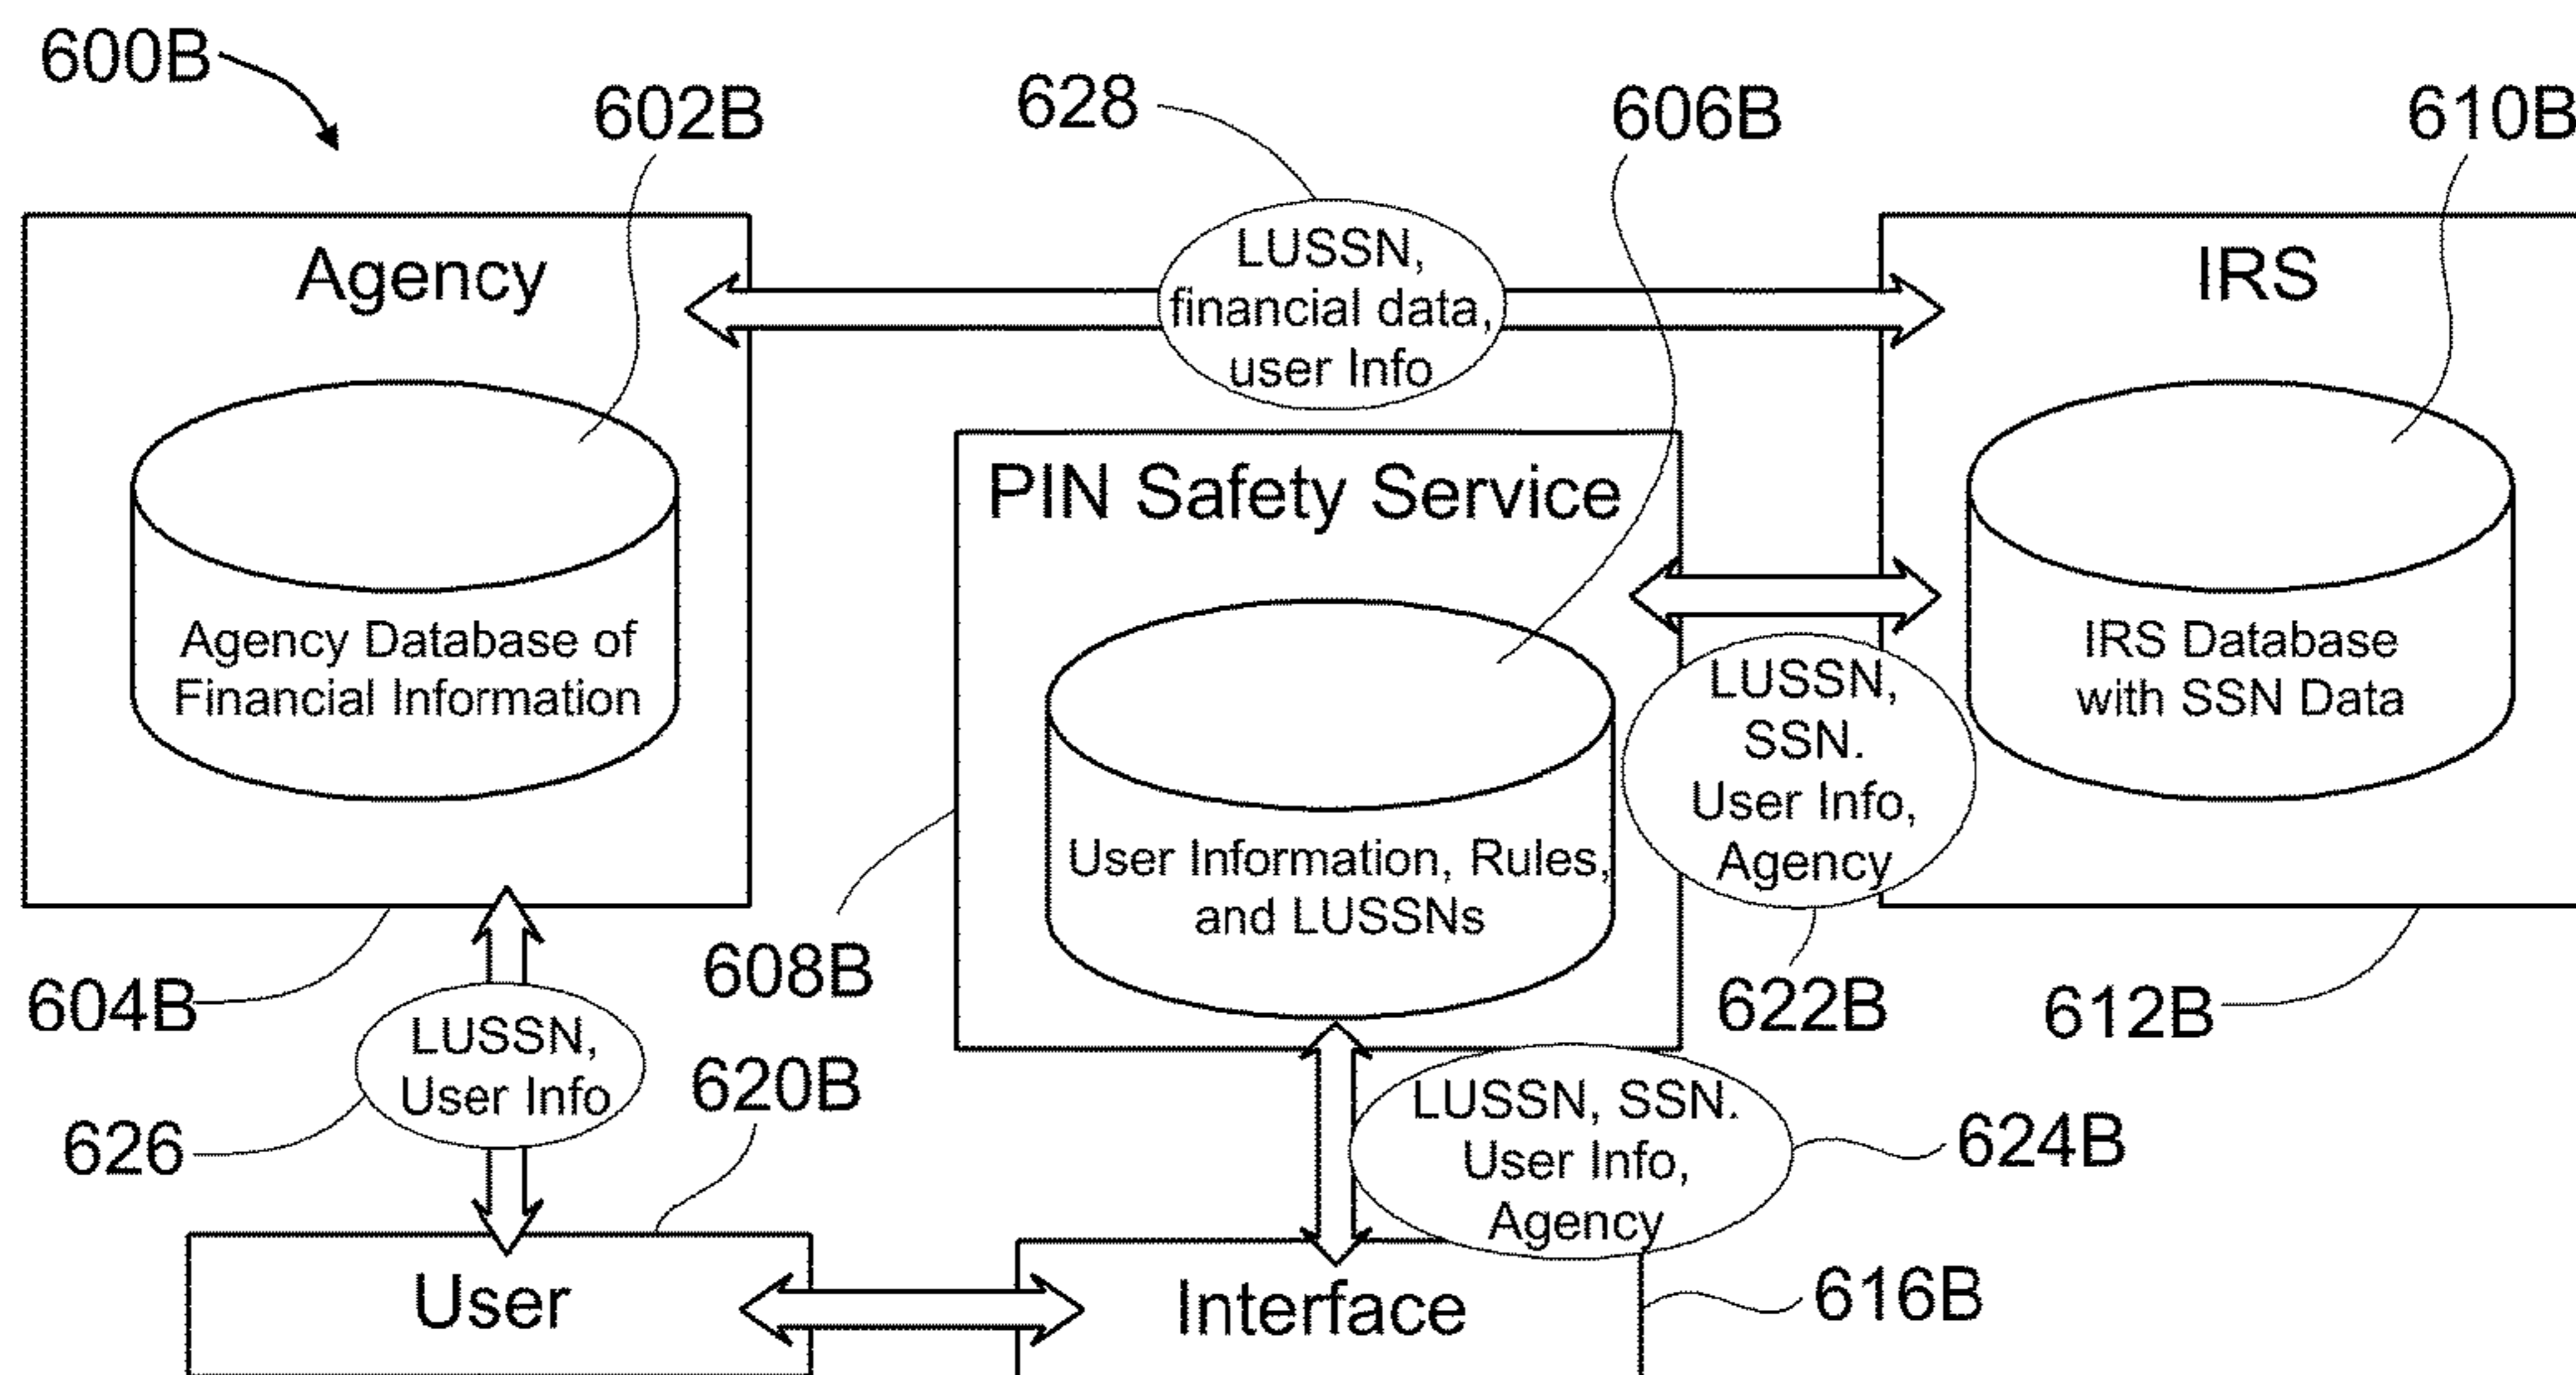 600B
602B
628
606B
610B
Agency
LUSSN,
financial data,
user Info
IRS
PIN Safety Service
Agency Database of
Financial Information
IRS Database
with SSN Data
LUSSN,
SSN.
User Info,
Agency
User Information, Rules,
and LUSSNs
604B
608B
622B
612B
LUSSN,
User Info
620B
626
LUSSN, SSN.
User Info,
Agency
624B
User
Interface
616B